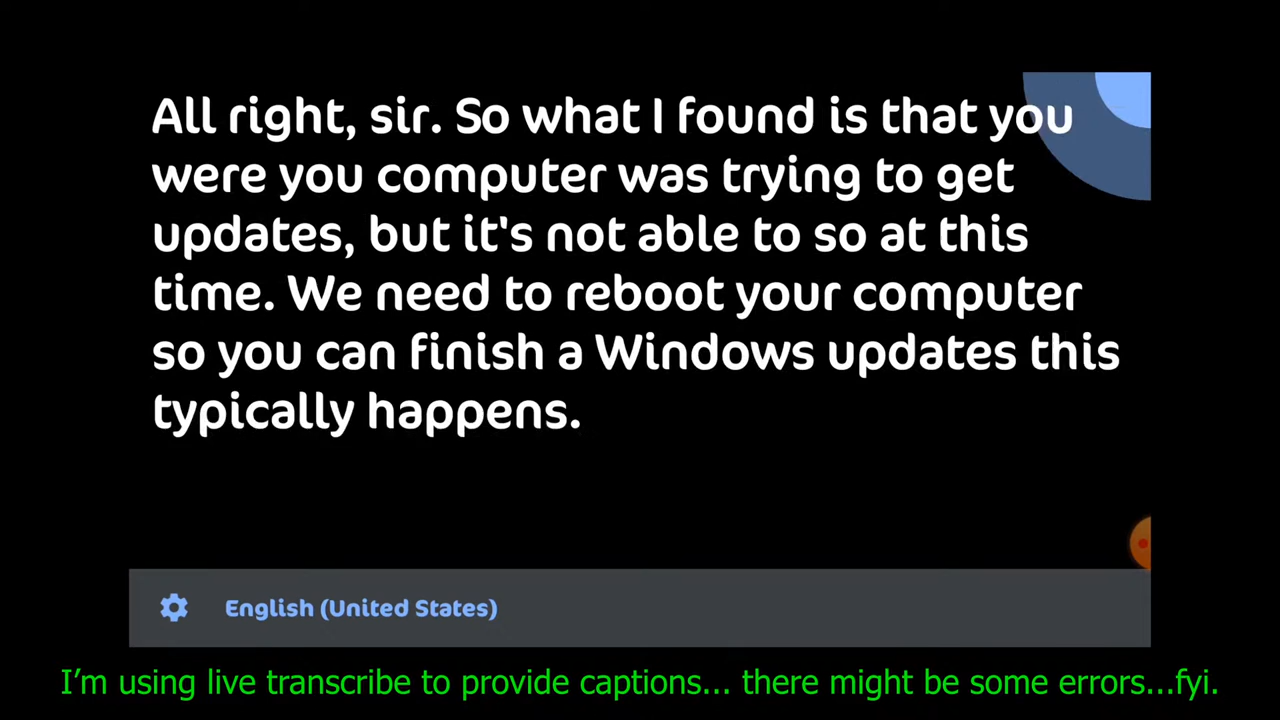 All right, sir. So what I found is that you
were you computer was trying to get
updates, but it's not able to so at this
time. We need to reboot your computer
so you can finish a Windows updates this
typically happens.
English (United States)
I’m using live transcribe to provide captions... there might be some errors...fyi.